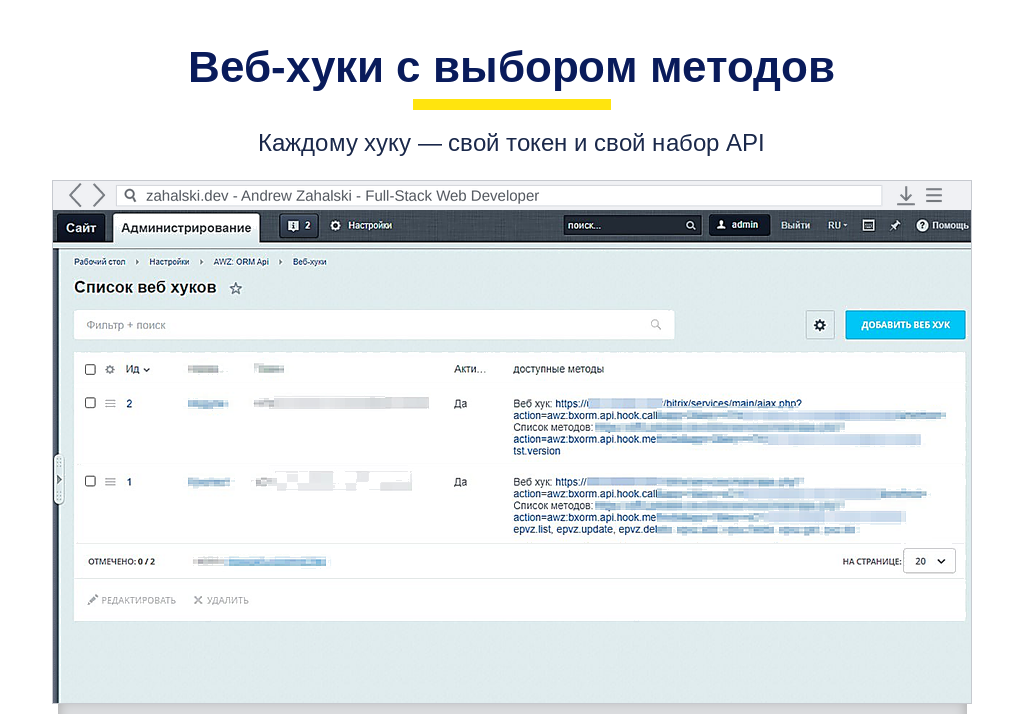 Веб-хуки с выбором методов
Каждому хуку — свой токен и свой набор API
zahalski.dev - Andrew Zahalski - Full-Stack Web Developer
Сайт Администрирование 2 Настройки поиск... admin Выйти RU Помощь
Рабочий стол Настройки AWZ: ORM Api Веб-хуки
Список веб хуков
Фильтр + поиск ДОБАВИТЬ ВЕБ ХУК
Ид Акти... доступные методы
2 Да Веб хук: https:// /bitrix/services/main/ajax.php?
action=awz:bxorm.api.hook.call
Список методов:
action=awz:bxorm.api.hook.me
tst.version
1 Да Веб хук: https://
action=awz:bxorm.api.hook.call
Список методов:
action=awz:bxorm.api.hook.me
epvz.list, epvz.update, epvz.del
ОТМЕЧЕНО: 0 / 2 НА СТРАНИЦЕ: 20
РЕДАКТИРОВАТЬ УДАЛИТЬ